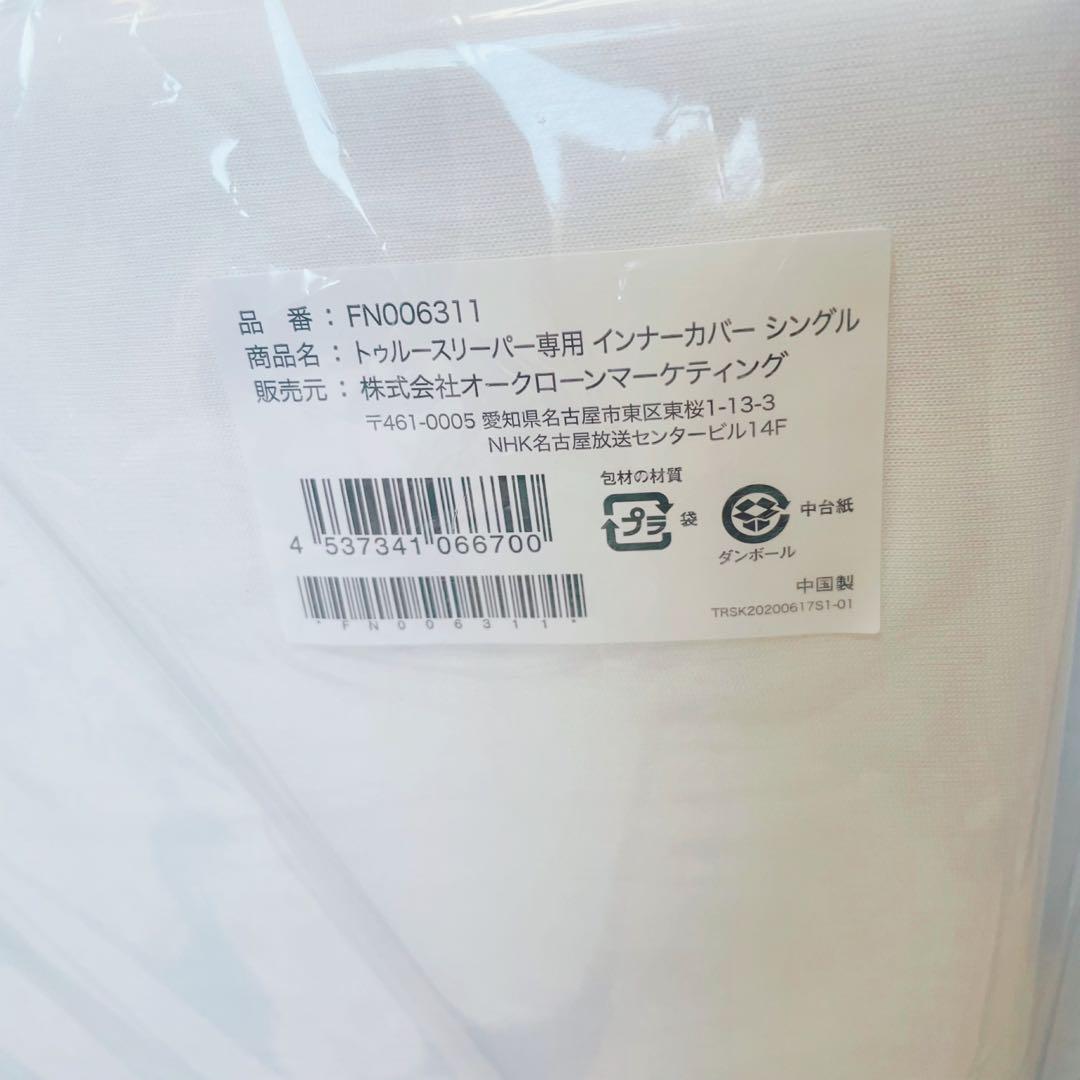 品　番：FN006311
商品名：トゥルースリーパー専用 インナーカバー シングル
販売元：株式会社オークローンマーケティング
〒461-0005 愛知県名古屋市東区東桜1-13-3
NHK名古屋放送センタービル14F
包材の材質
プラ 袋
中台紙
ダンボール
4 537341 066700
中国製
*FN006311*
TRSK20200617S1-01